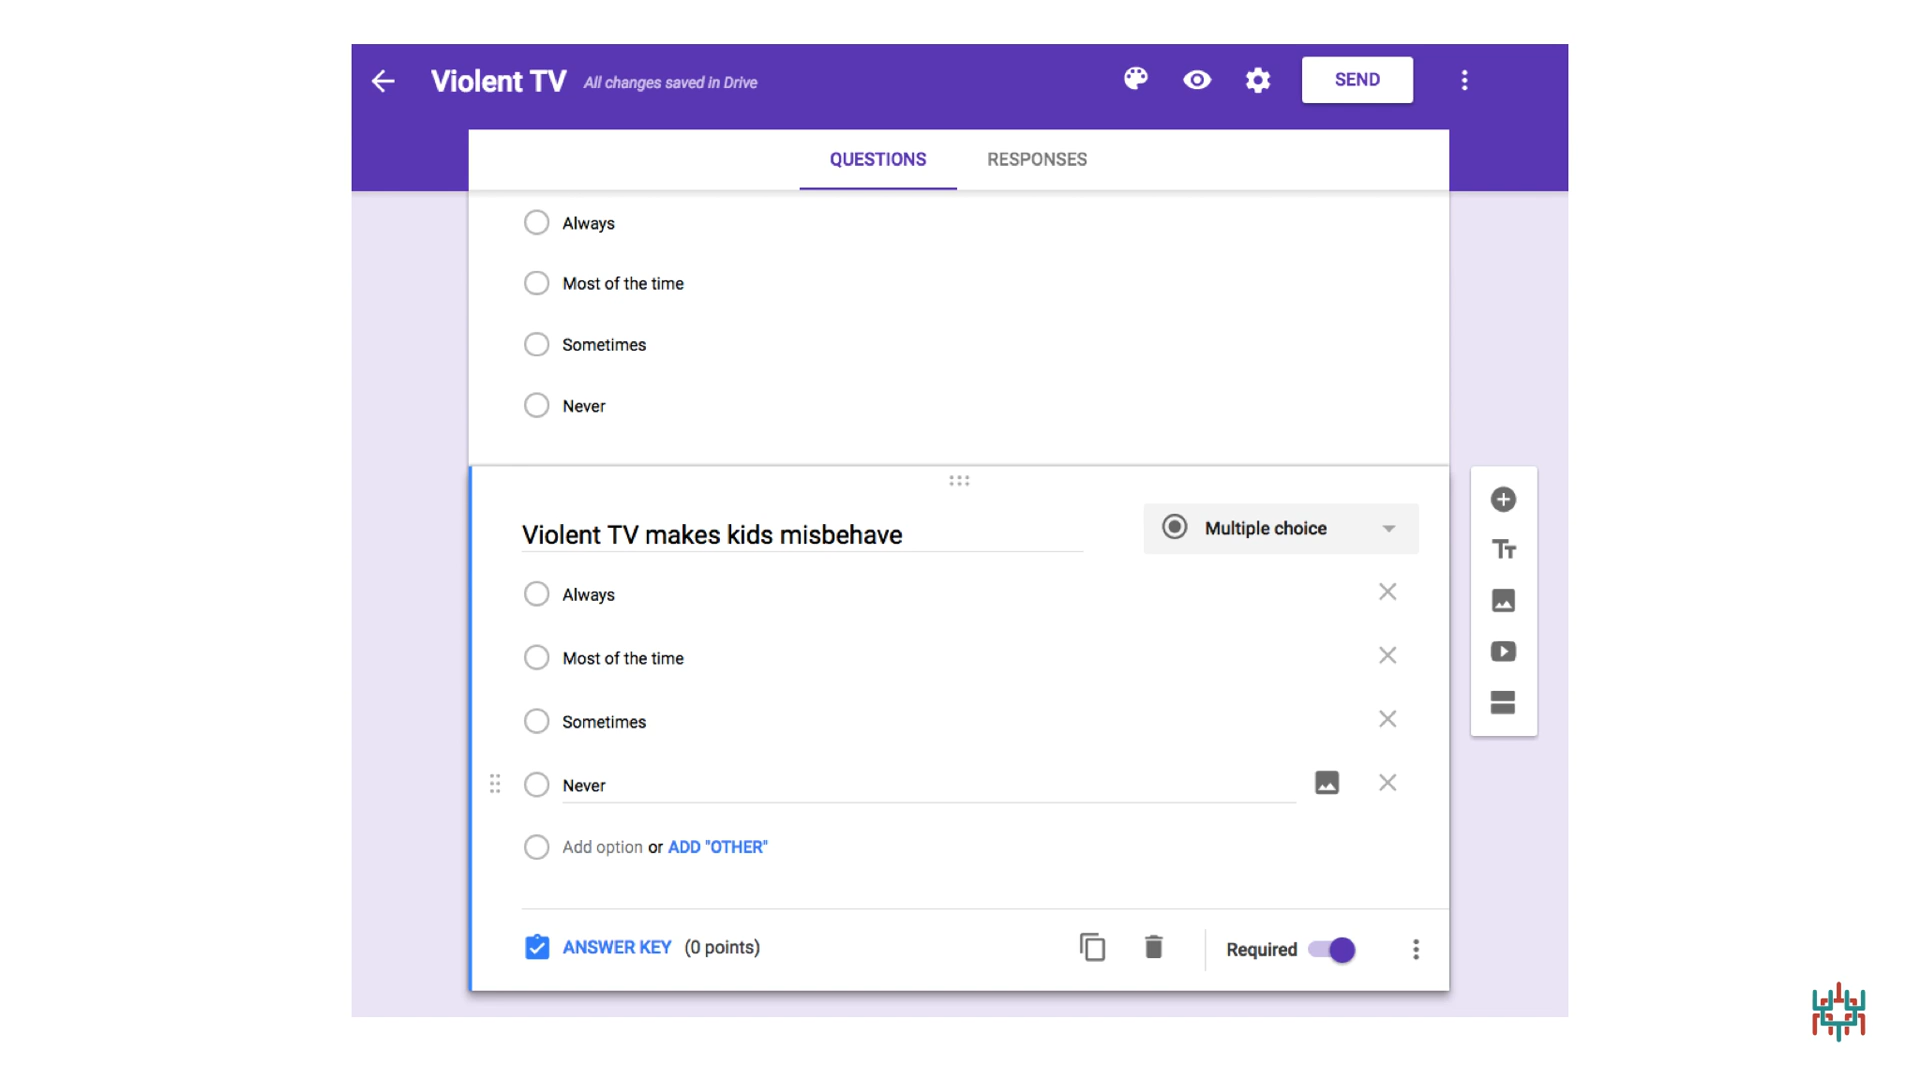 Violent TV All changes saved in Drive SEND
QUESTIONS RESPONSES
Always
Most of the time
Sometimes
Never
Violent TV makes kids misbehave Multiple choice
Always
Most of the time
Sometimes
Never
Add option or ADD "OTHER"
ANSWER KEY (0 points) Required